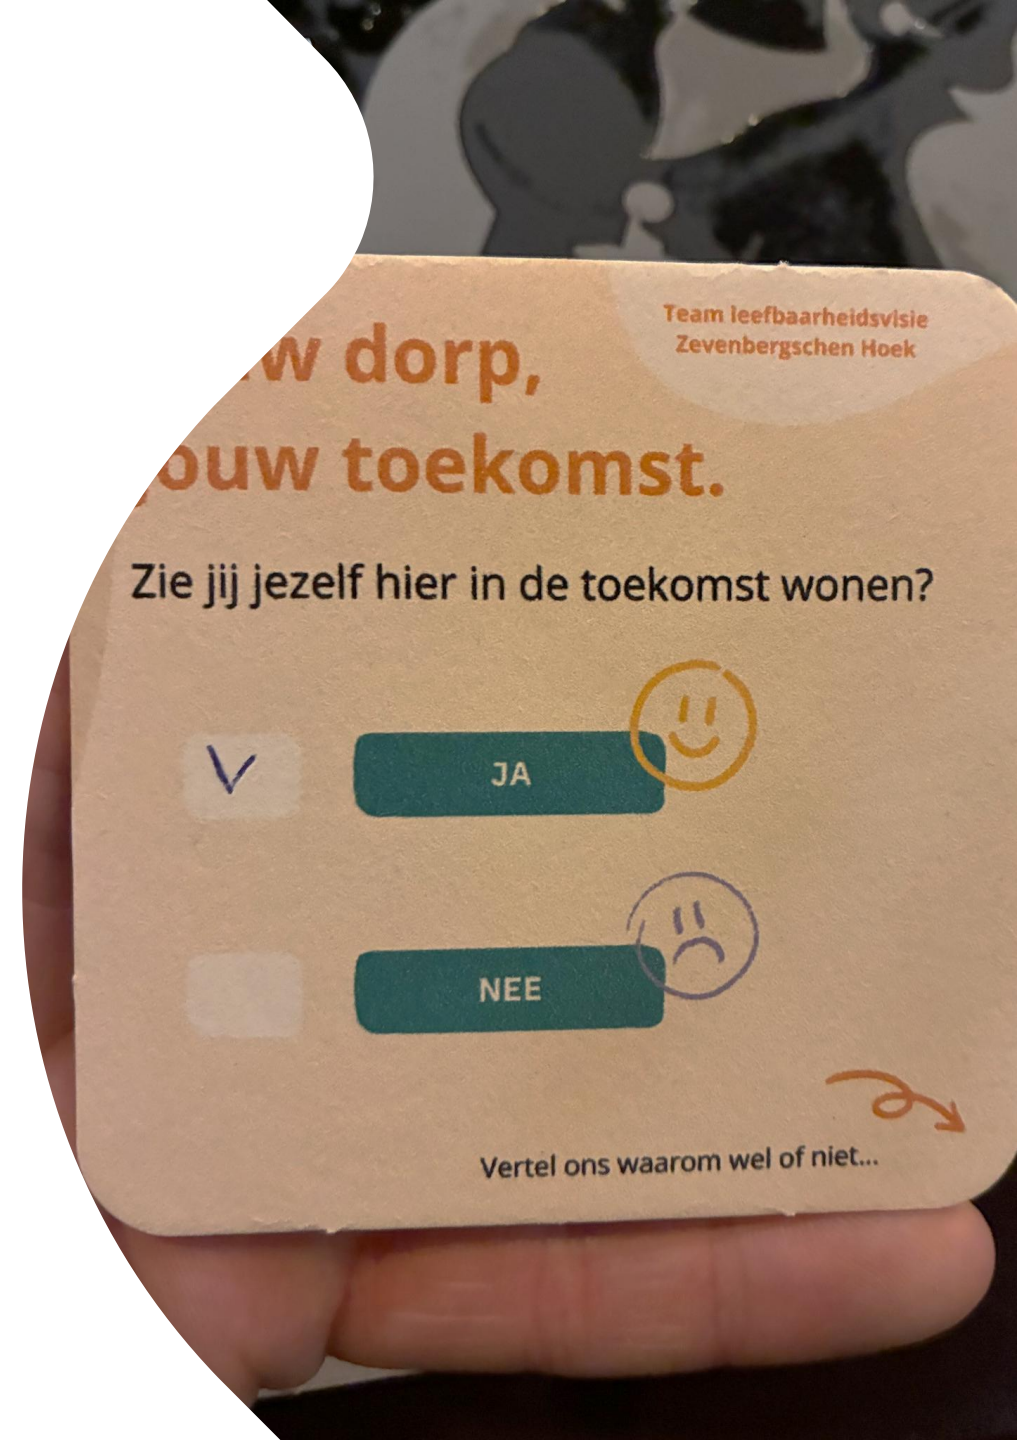 Team leefbaarheidsvisie
Zevenbergschen Hoek
dorp,
jouw toekomst.
Zie jij jezelf hier in de toekomst wonen?
V
JA
NEE
Vertel ons waarom wel of niet...